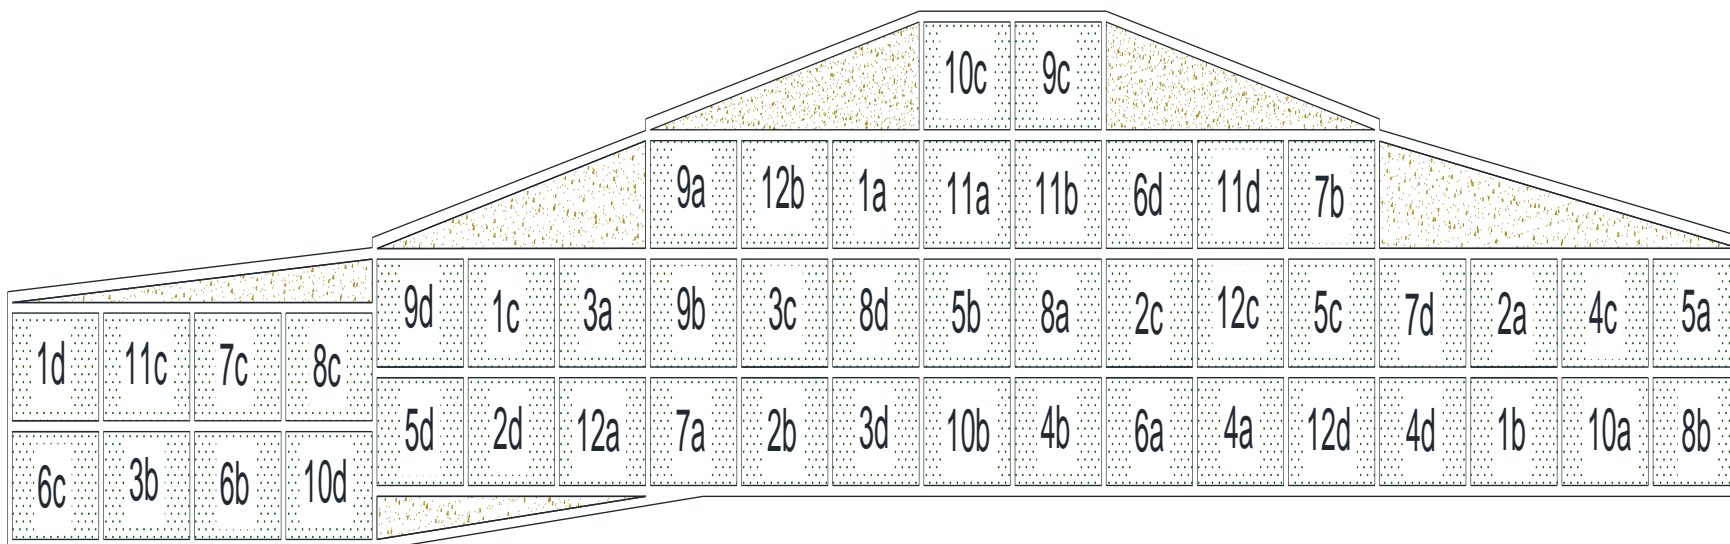 10c 9c
9a 12b 1a 11a 11b 6d 11d 7b
9d 1c 3a 9b 3c 8d 5b 8a 2c 12c 5c 7d 2a 4c 5a
1d 11c 7c 8c
5d 2d 12a 7a 2b 3d 10b 4b 6a 4a 12d 4d 1b 10a 8b
6c 3b 6b 10d